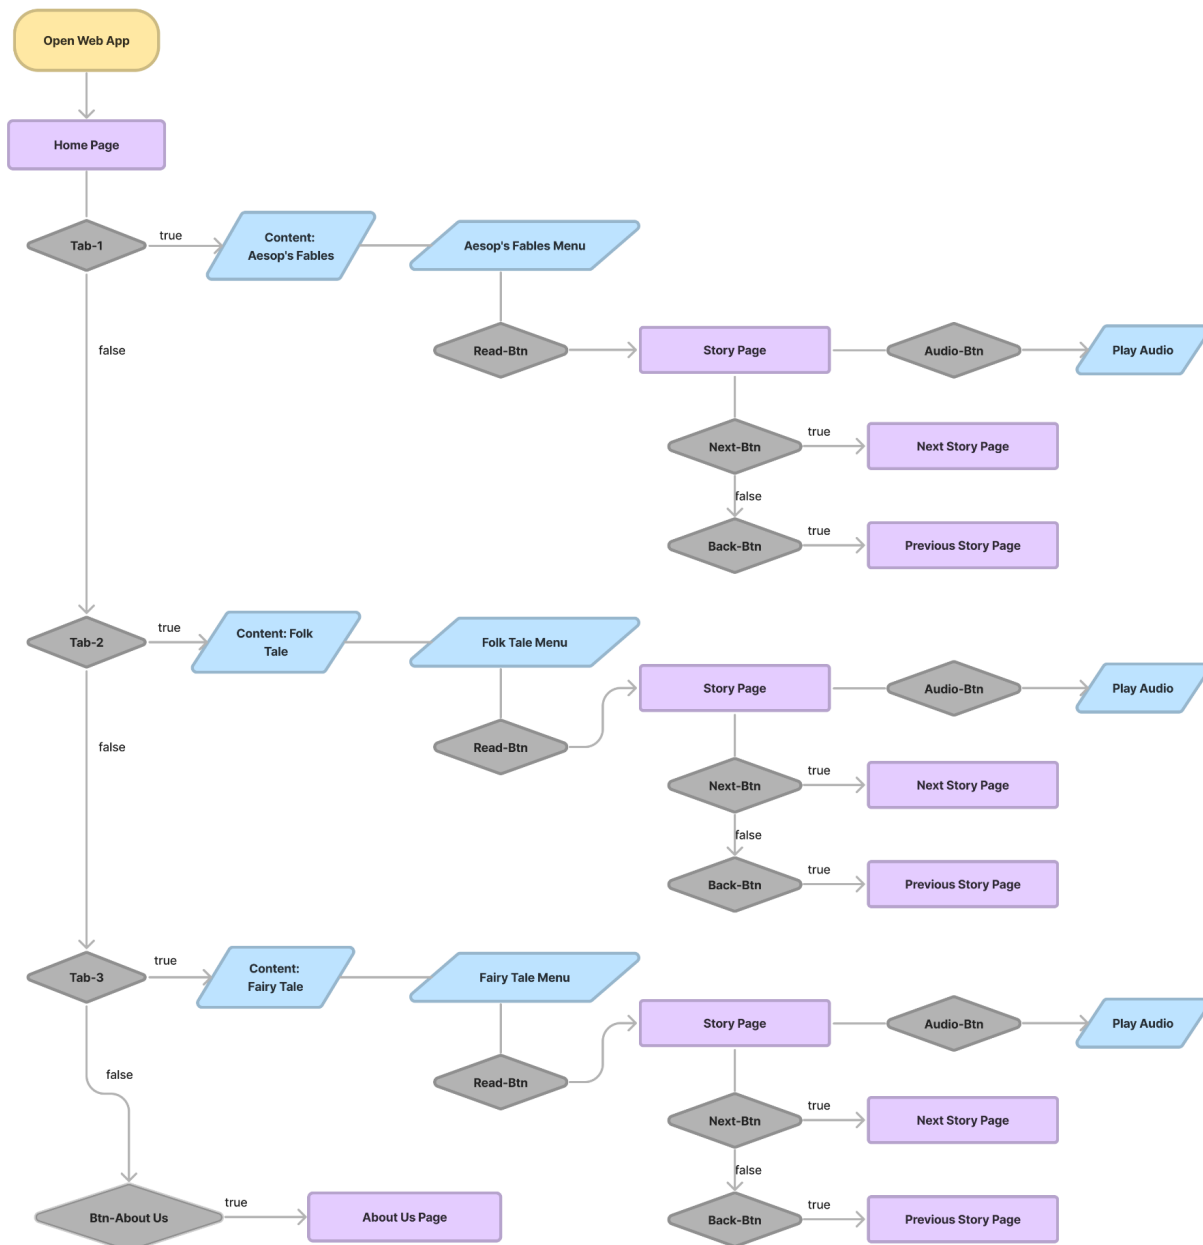 Open Web App
Home Page
Tab-1
true
Content:
Aesop's Fables
Aesop's Fables Menu
false
Read-Btn
Story Page
Audio-Btn
Play Audio
Next-Btn
true
Next Story Page
false
Back-Btn
true
Previous Story Page
Tab-2
true
Content: Folk
Tale
Folk Tale Menu
false
Read-Btn
Story Page
Audio-Btn
Play Audio
Next-Btn
true
Next Story Page
false
Back-Btn
true
Previous Story Page
Tab-3
true
Content:
Fairy Tale
Fairy Tale Menu
false
Read-Btn
Story Page
Audio-Btn
Play Audio
Next-Btn
true
Next Story Page
false
Back-Btn
true
Previous Story Page
Btn-About Us
true
About Us Page